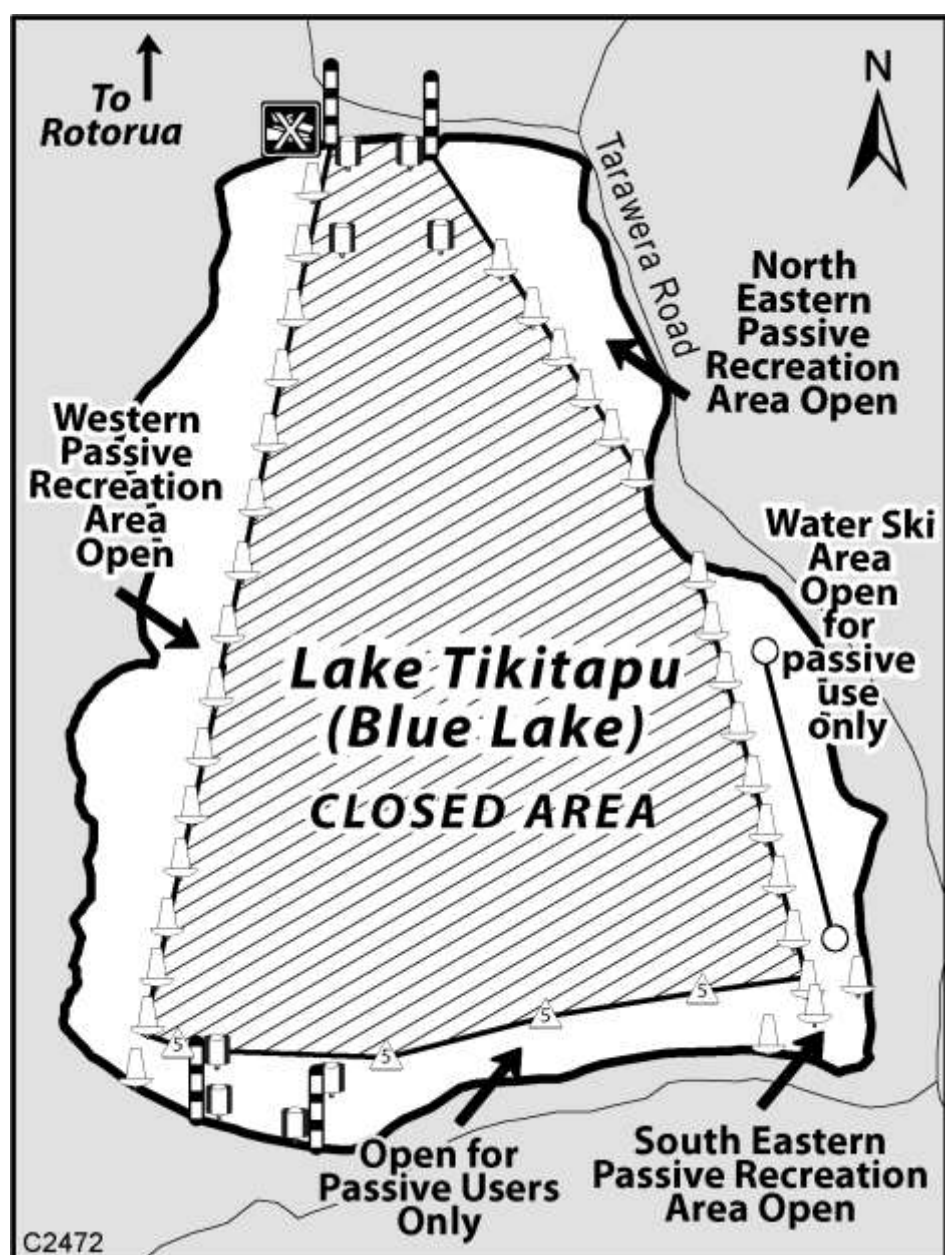 To
Rotorua
N
Tarawera Road
North
Eastern
Passive
Recreation
Area Open
Western
Passive
Recreation
Area
Open
Water Ski
Area
Open
for
passive
use
only
Lake Tikitapu
(Blue Lake)
CLOSED AREA
5
5
5
5
Open for
Passive Users
Only
South Eastern
Passive Recreation
Area Open
C2472